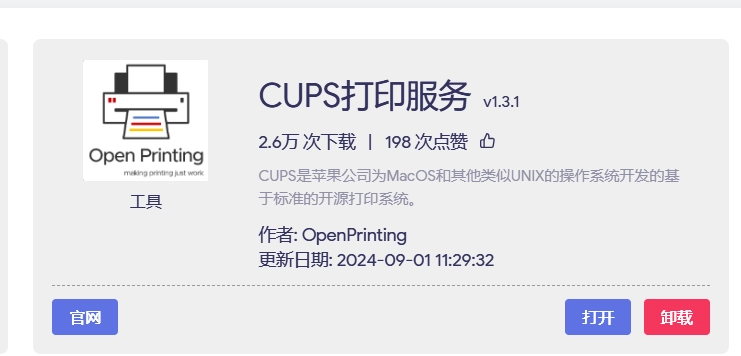 Open Printing
making printing just work
工具
CUPS打印服务 v1.3.1
2.6万 次下载 | 198 次点赞
CUPS是苹果公司为MacOS和其他类似UNIX的操作系统开发的基
于标准的开源打印系统。
作者: OpenPrinting
更新日期: 2024-09-01 11:29:32
官网
打开
卸载